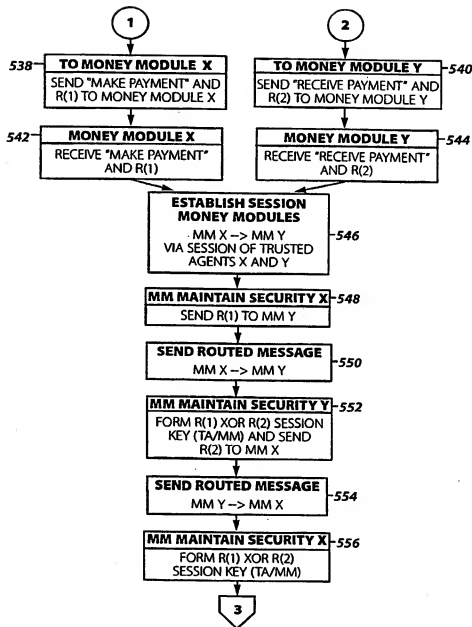 1
2
538
TO MONEY MODULE X
SEND "MAKE PAYMENT" AND
R(1) TO MONEY MODULE X
TO MONEY MODULE Y
540
SEND "RECEIVE PAYMENT" AND
R(2) TO MONEY MODULE Y
542
MONEY MODULE X
RECEIVE "MAKE PAYMENT"
AND R(1)
MONEY MODULE Y
544
RECEIVE "RECEIVE PAYMENT"
AND R(2)
ESTABLISH SESSION
MONEY MODULES
546
MM X --> MM Y
VIA SESSION OF TRUSTED
AGENTS X AND Y
MM MAINTAIN SECURITY X
548
SEND R(1) TO MM Y
SEND ROUTED MESSAGE
550
MM X --> MM Y
MM MAINTAIN SECURITY Y
552
FORM R(1) XOR R(2) SESSION
KEY (TA/MM) AND SEND
R(2) TO MM X
SEND ROUTED MESSAGE
554
MM Y --> MM X
MM MAINTAIN SECURITY X
556
FORM R(1) XOR R(2)
SESSION KEY (TA/MM)
3